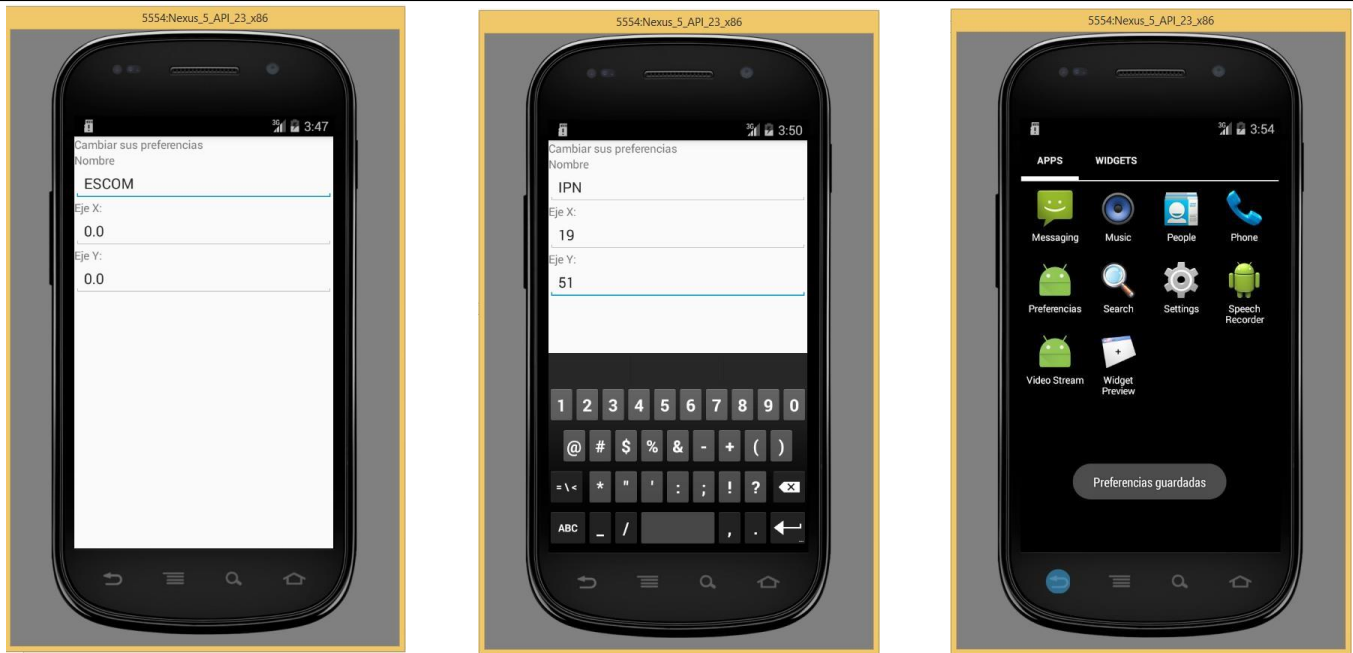 5554:Nexus_5_API_23_x86
3G 3:47
Cambiar sus preferencias
Nombre
ESCOM
Eje X:
0.0
Eje Y:
0.0
5554:Nexus_5_API_23_x86
3G 3:50
Cambiar sus preferencias
Nombre
IPN
Eje X:
19
Eje Y:
51
1 2 3 4 5 6 7 8 9 0
@ # $ % & - + ( )
= \ < * " ' : ; ! ?
ABC _ / , .
5554:Nexus_5_API_23_x86
3G 3:54
APPS WIDGETS
Messaging Music People Phone
Preferencias Search Settings Speech
Recorder
Video Stream Widget
Preview
Preferencias guardadas